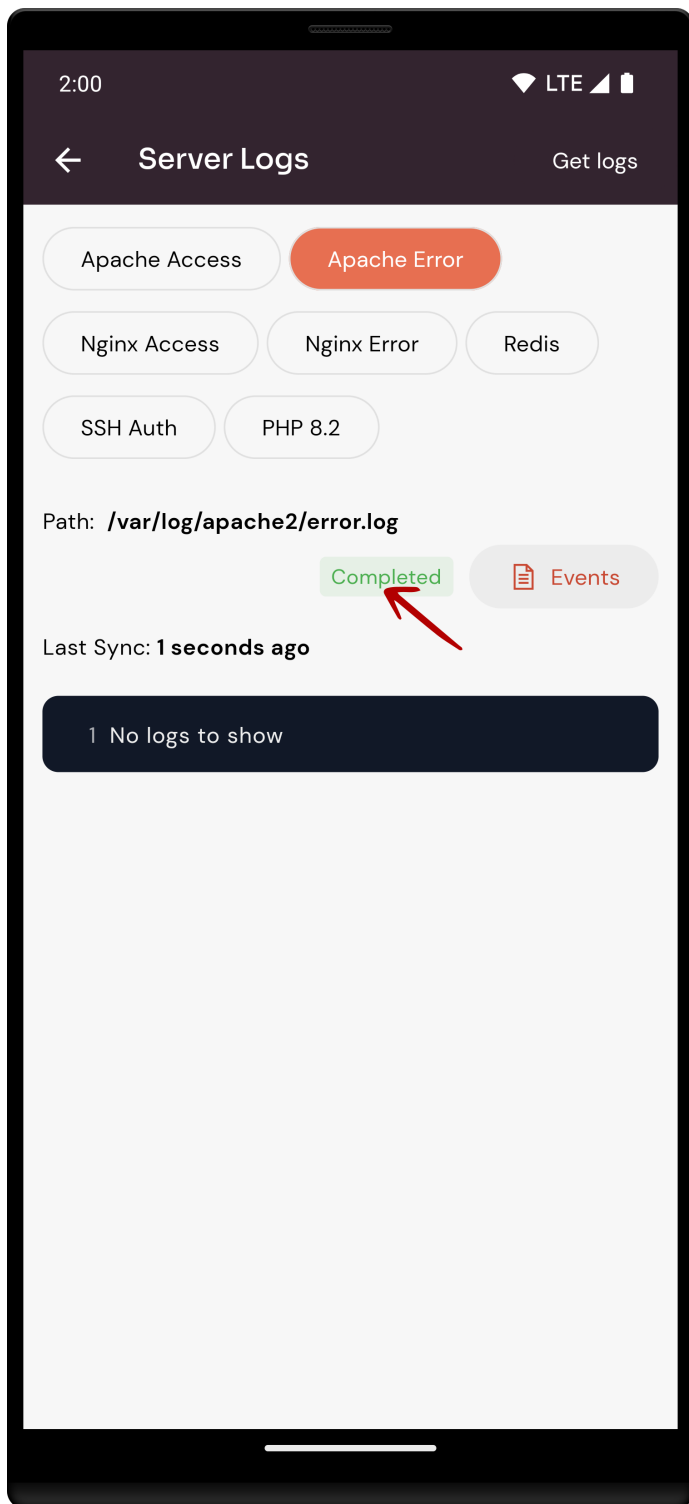 2:00 LTE
Server Logs Get logs
Apache Access Apache Error
Nginx Access Nginx Error Redis
SSH Auth PHP 8.2
Path: /var/log/apache2/error.log
Completed Events
Last Sync: 1 seconds ago
1 No logs to show